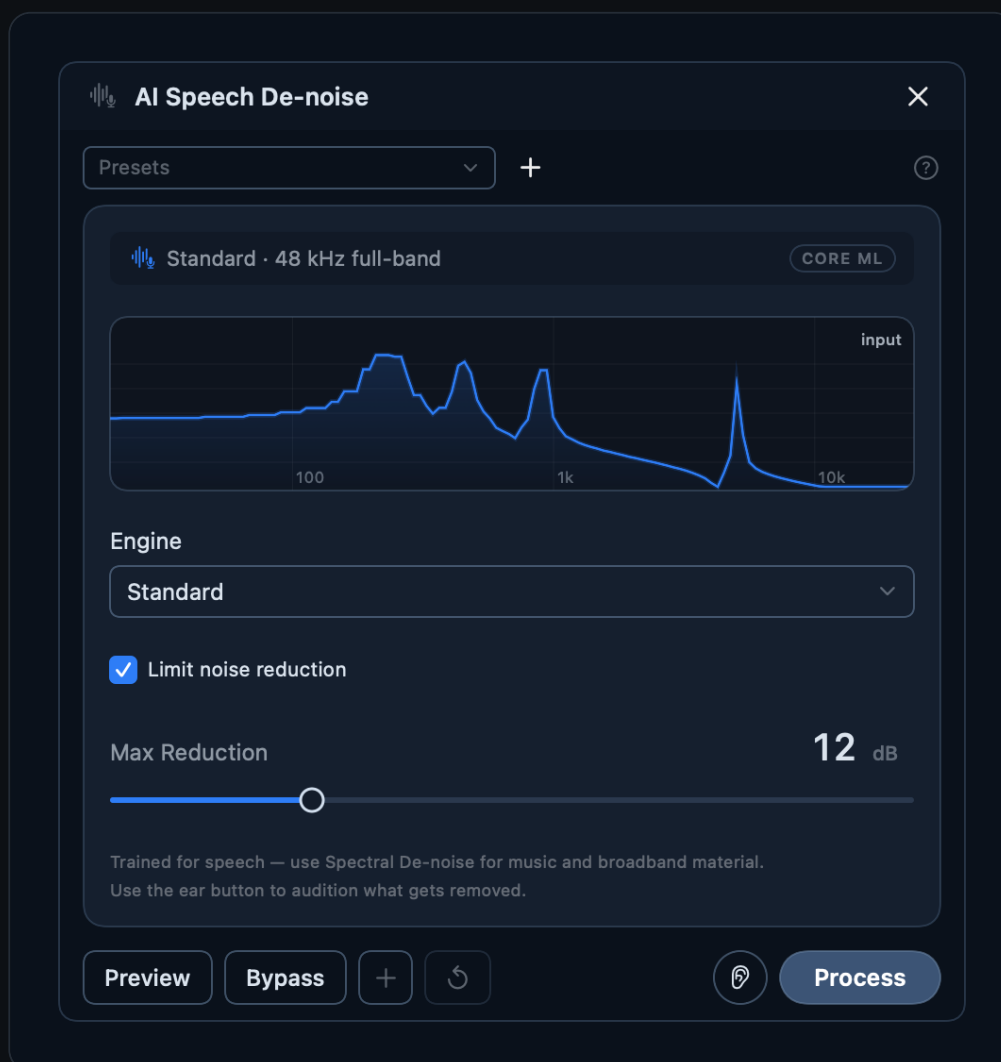 AI Speech De-noise
Presets
?
Standard · 48 kHz full-band
CORE ML
input
100
1k
10k
Engine
Standard
Limit noise reduction
Max Reduction
12 dB
Trained for speech — use Spectral De-noise for music and broadband material.
Use the ear button to audition what gets removed.
Preview
Bypass
+
Process